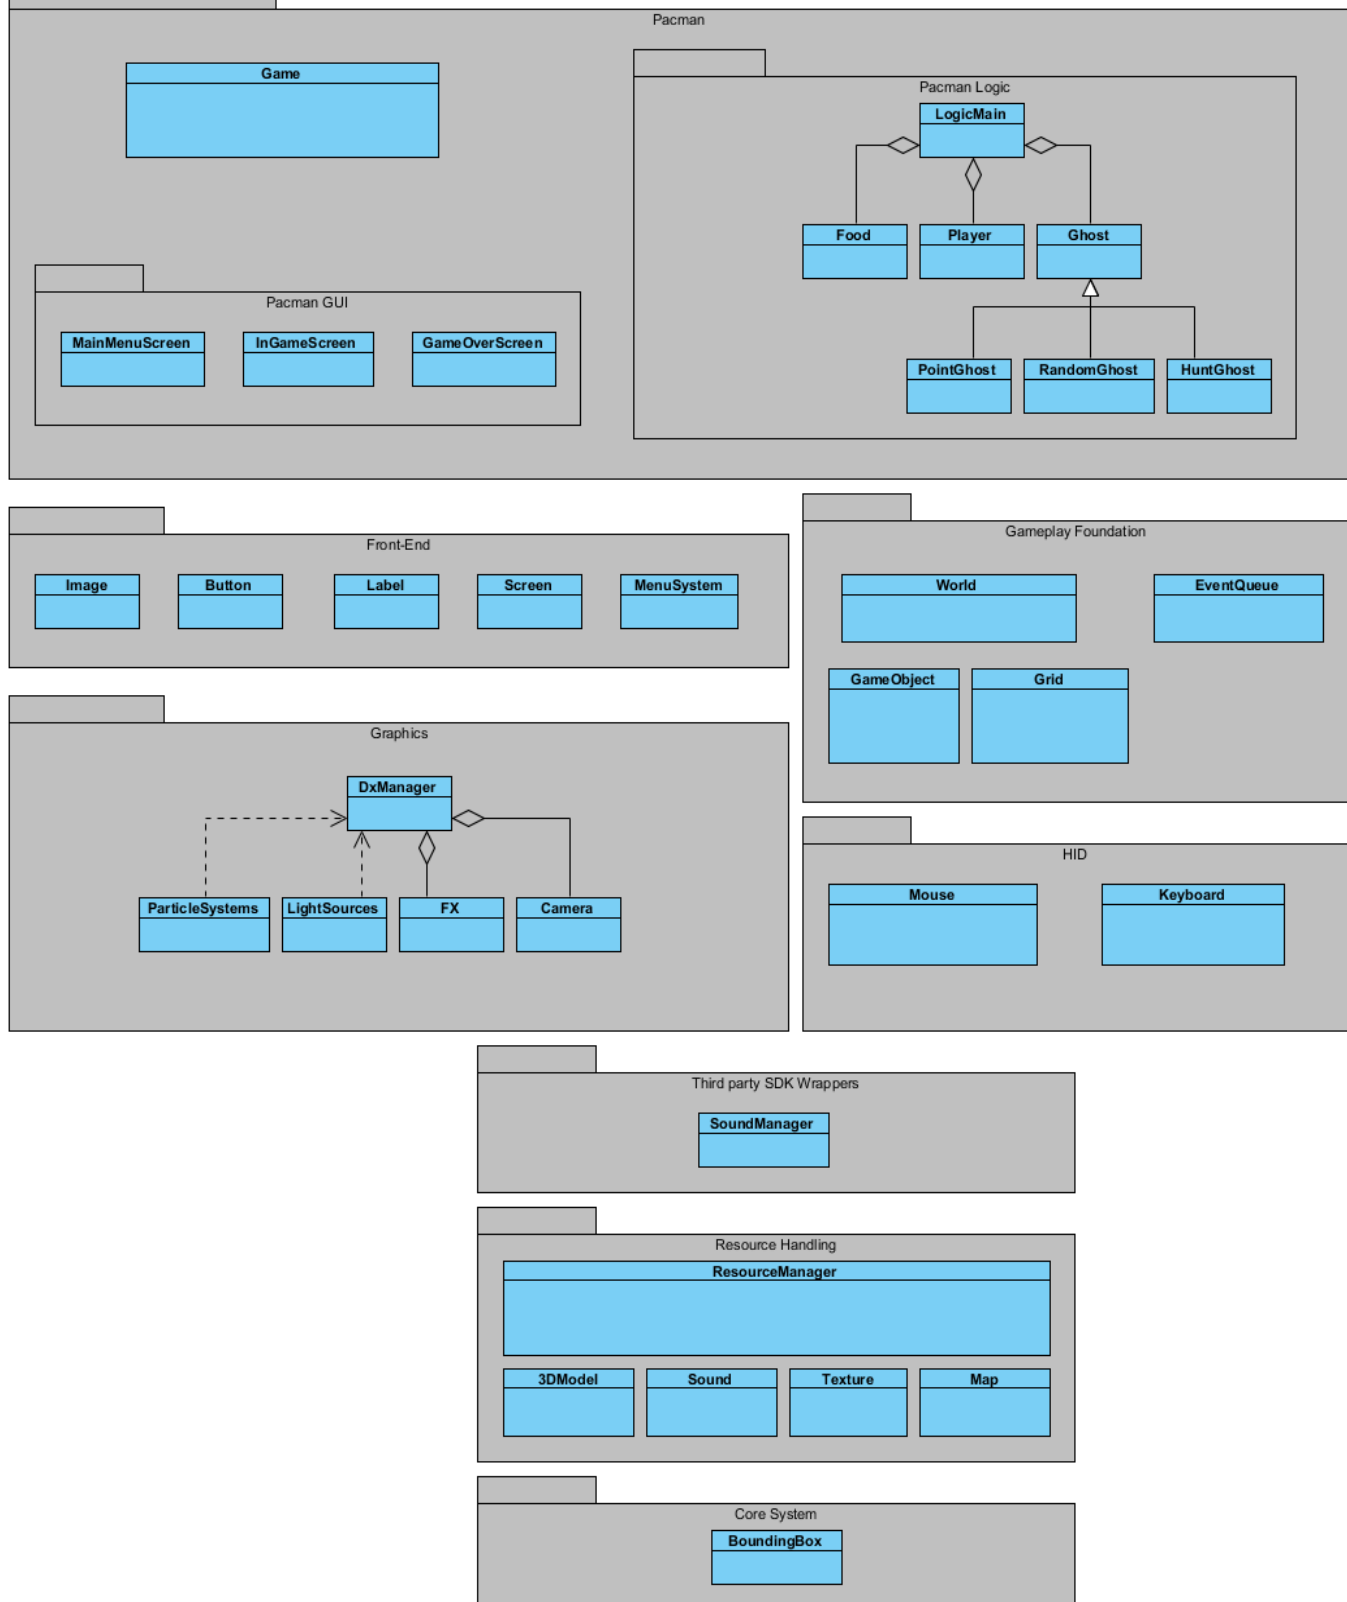 Pacman
Game
Pacman Logic
LogicMain
Food
Player
Ghost
PointGhost
RandomGhost
HuntGhost
Pacman GUI
MainMenuScreen
InGameScreen
GameOverScreen
Front-End
Image
Button
Label
Screen
MenuSystem
Gameplay Foundation
World
EventQueue
GameObject
Grid
Graphics
DxManager
ParticleSystems
LightSources
FX
Camera
HID
Mouse
Keyboard
Third party SDK Wrappers
SoundManager
Resource Handling
ResourceManager
3DModel
Sound
Texture
Map
Core System
BoundingBox